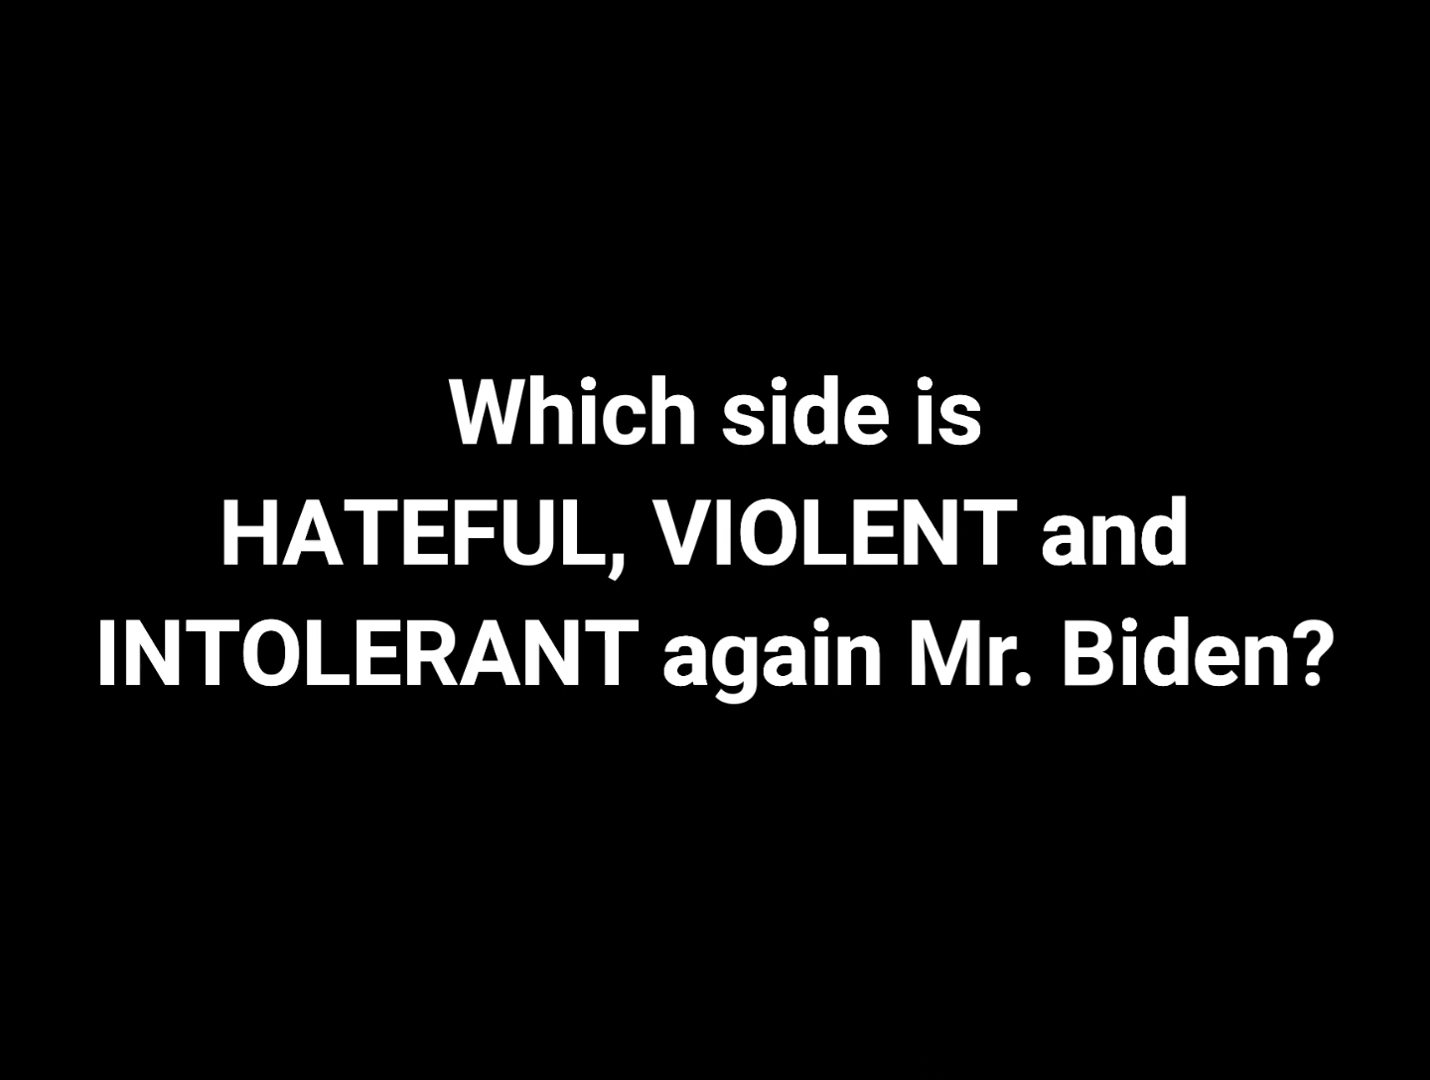 Which side is
HATEFUL, VIOLENT and
INTOLERANT again Mr. Biden?